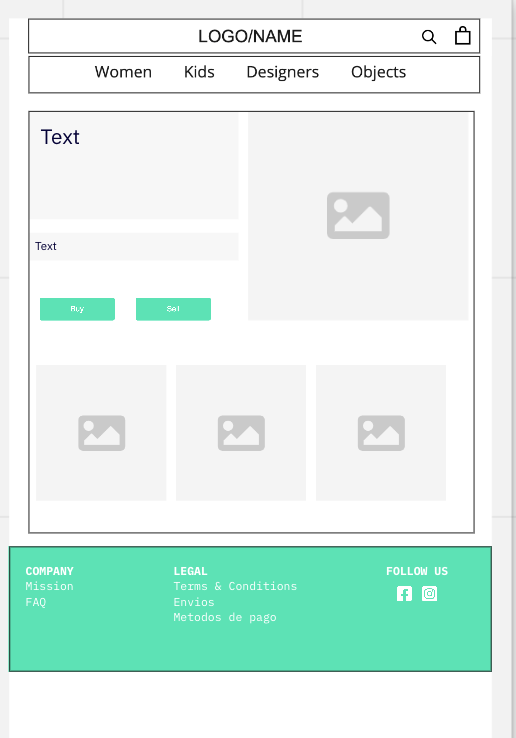 LOGO/NAME
Women Kids Designers Objects
Text
Text
Buy Sell
COMPANY
Mission
FAQ
LEGAL
Terms & Conditions
Envios
Metodos de pago
FOLLOW US